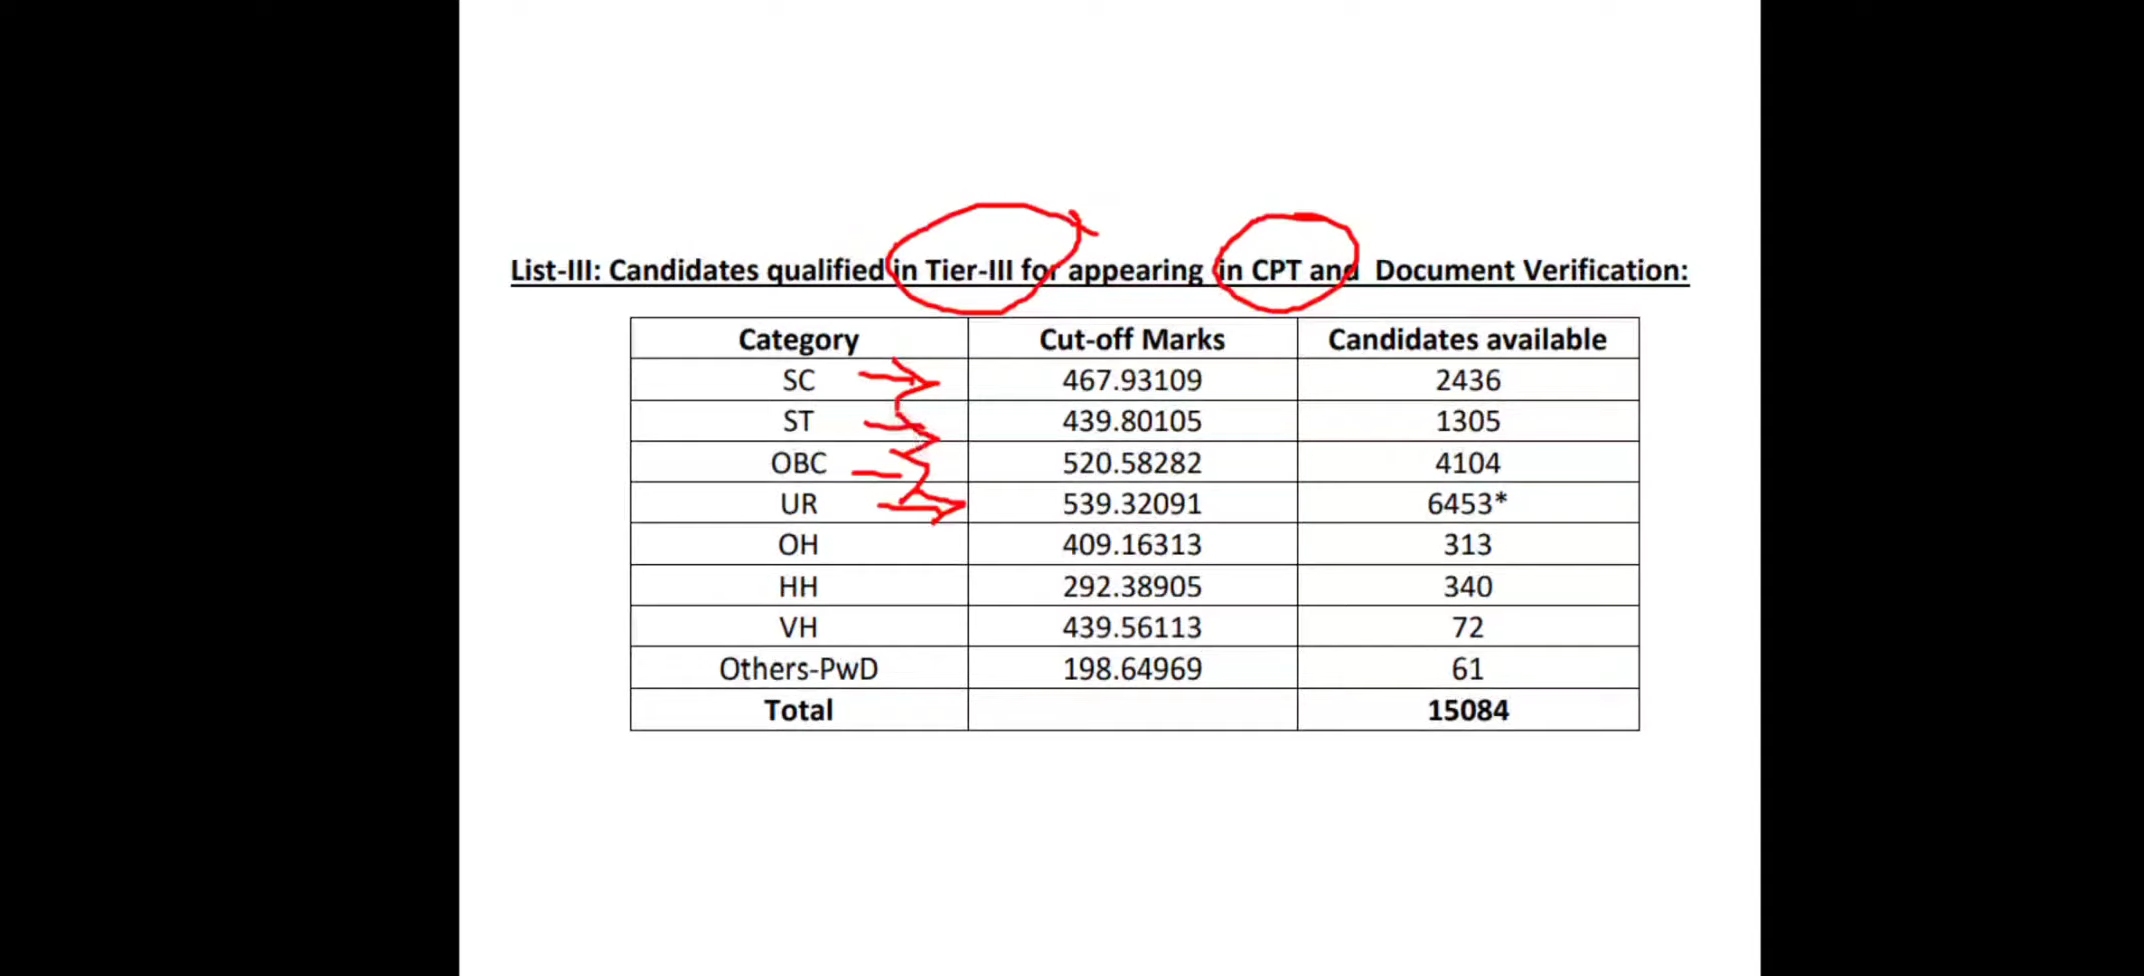 List-III: Candidates qualified in Tier-III for appearing in CPT and Document Verification:
Category Cut-off Marks Candidates available
SC 467.93109 2436
ST 439.80105 1305
OBC 520.58282 4104
UR 539.32091 6453*
OH 409.16313 313
HH 292.38905 340
VH 439.56113 72
Others-PwD 198.64969 61
Total 15084